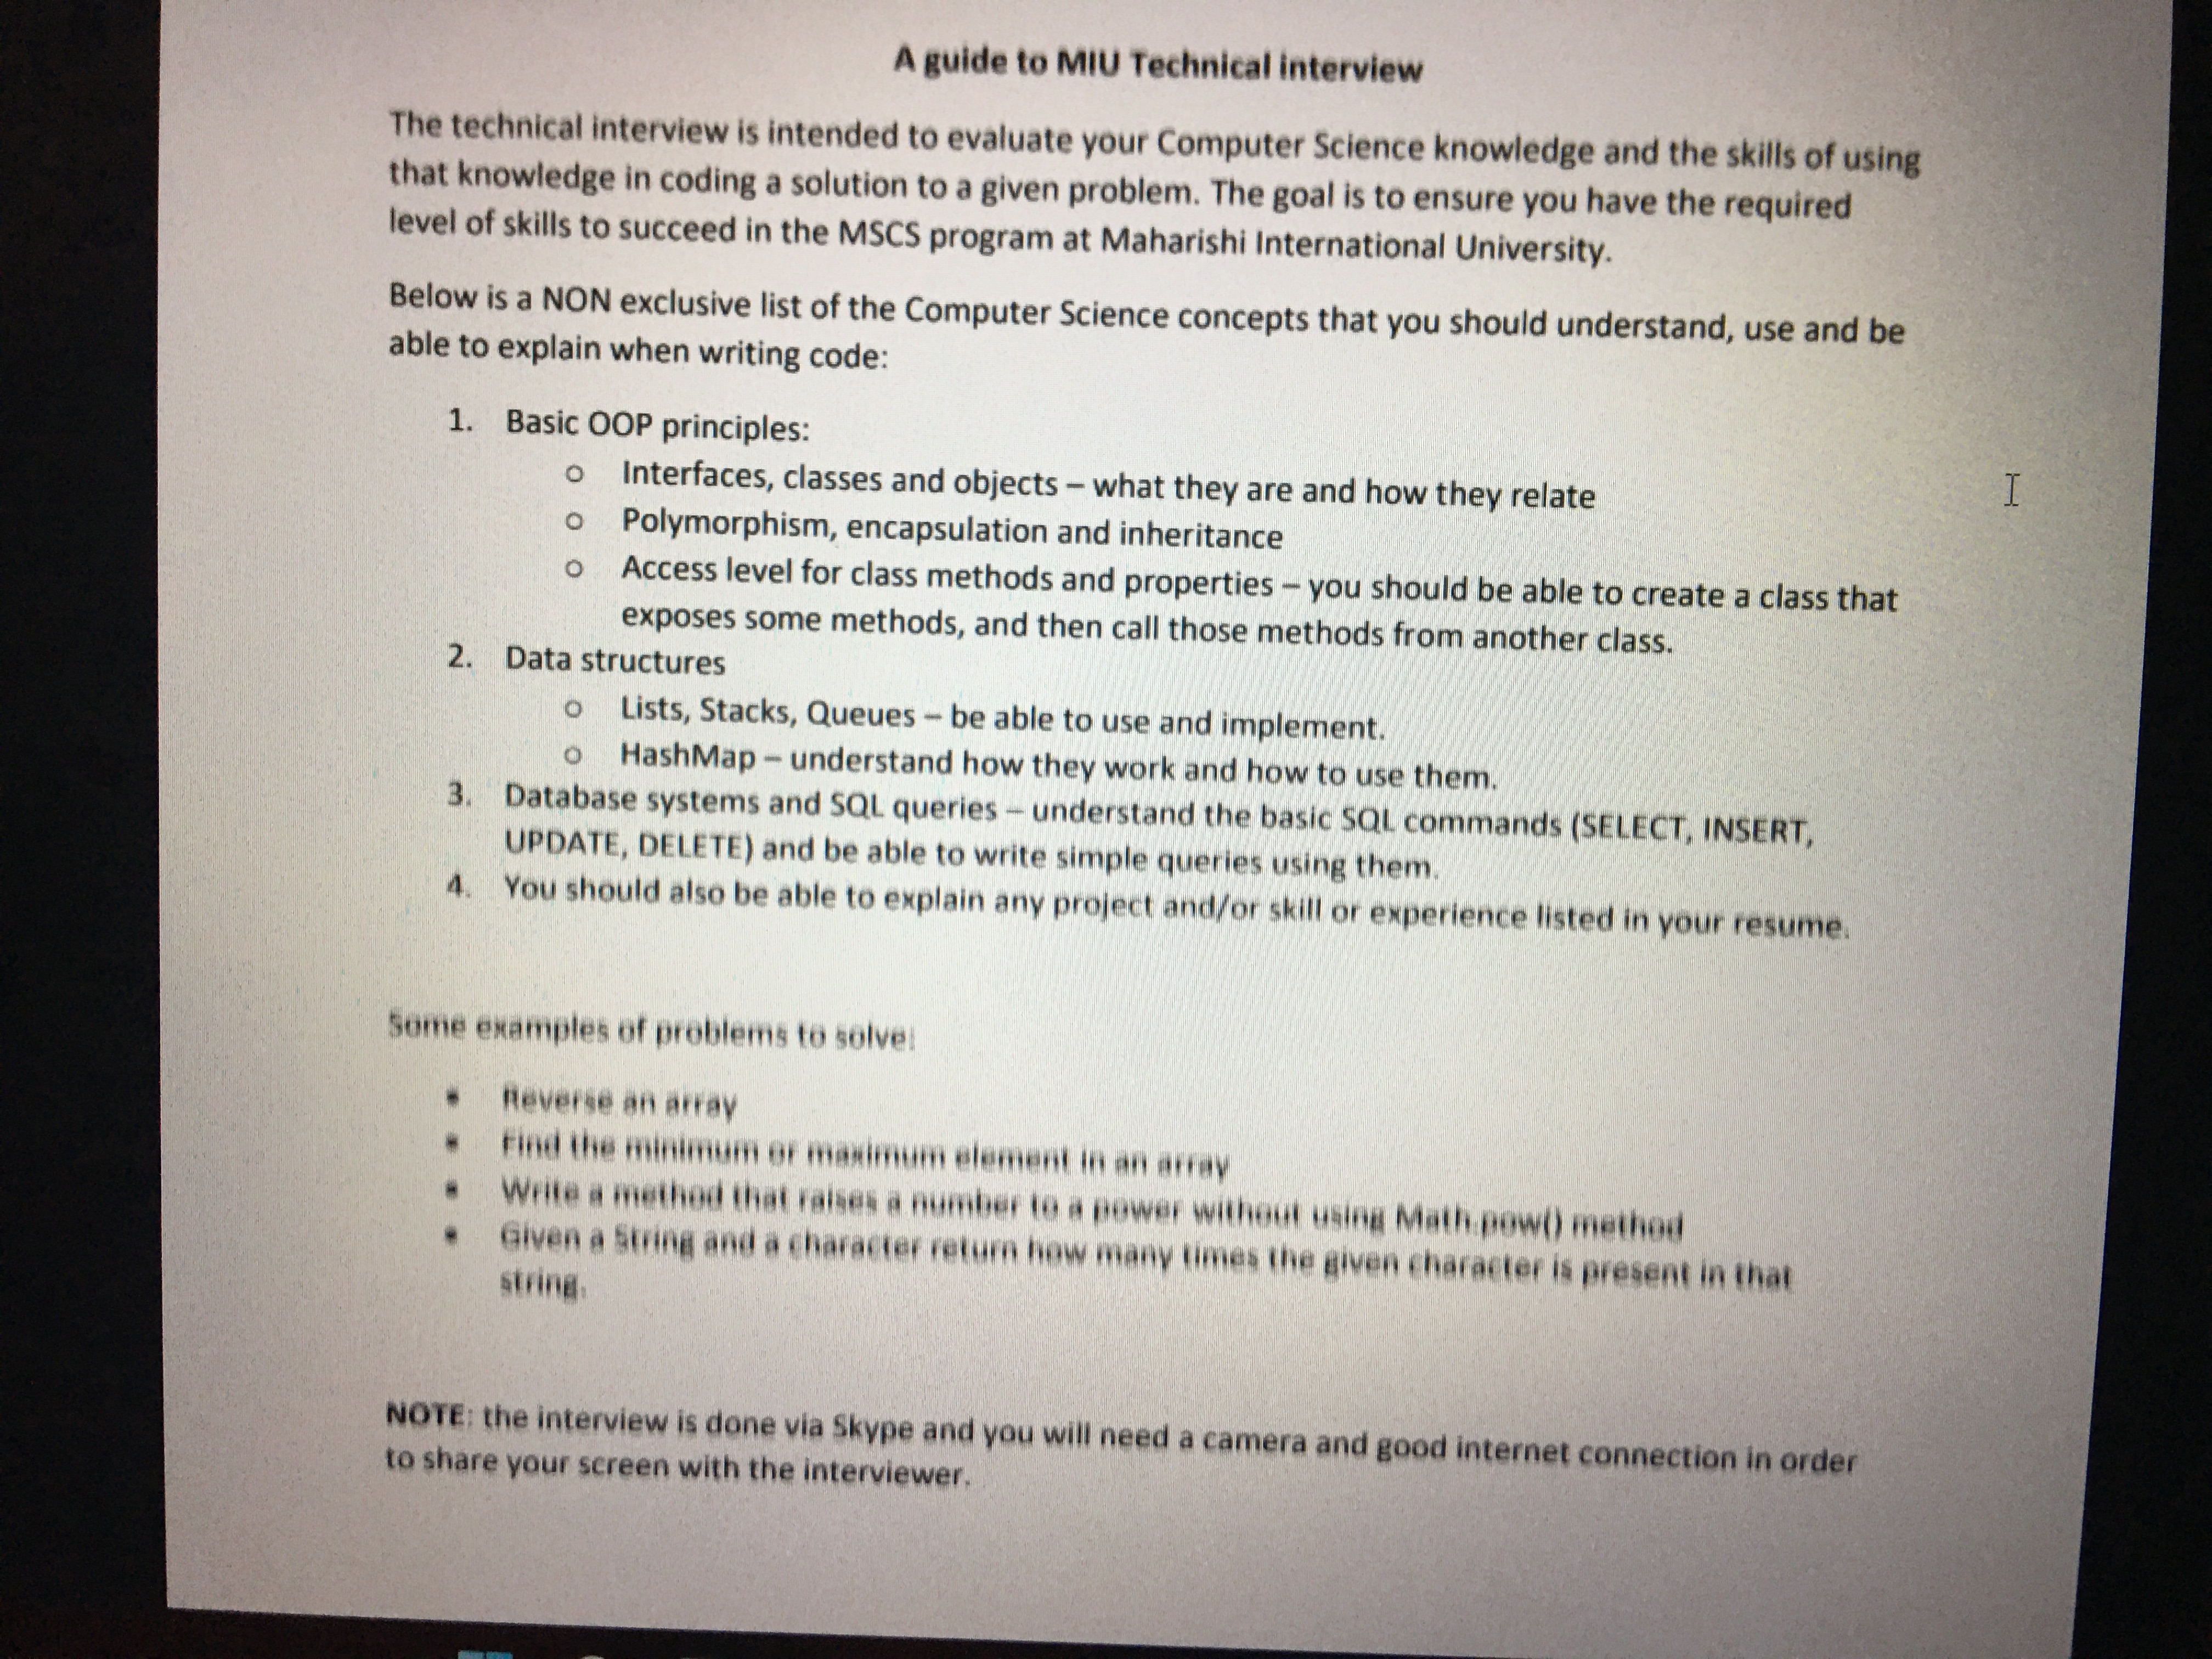 A guide to MIU Technical interview
The technical interview is intended to evaluate your Computer Science knowledge and the skills of using
that knowledge in coding a solution to a given problem. The goal is to ensure you have the required
level of skills to succeed in the MSCS program at Maharishi International University.
Below is a NON exclusive list of the Computer Science concepts that you should understand, use and be
able to explain when writing code:
1. Basic OOP principles:
o Interfaces, classes and objects – what they are and how they relate
o Polymorphism, encapsulation and inheritance
o Access level for class methods and properties – you should be able to create a class that
exposes some methods, and then call those methods from another class.
2. Data structures
o Lists, Stacks, Queues – be able to use and implement.
o HashMap – understand how they work and how to use them.
3. Database systems and SQL queries – understand the basic SQL commands (SELECT, INSERT,
UPDATE, DELETE) and be able to write simple queries using them.
4. You should also be able to explain any project and/or skill or experience listed in your resume.
Some examples of problems to solve:
• Reverse an array
• Find the minimum or maximum element in an array
• Write a method that raises a number to a power without using Math.pow() method
• Given a String and a character return how many times the given character is present in that
string.
NOTE: the interview is done via Skype and you will need a camera and good internet connection in order
to share your screen with the interviewer.